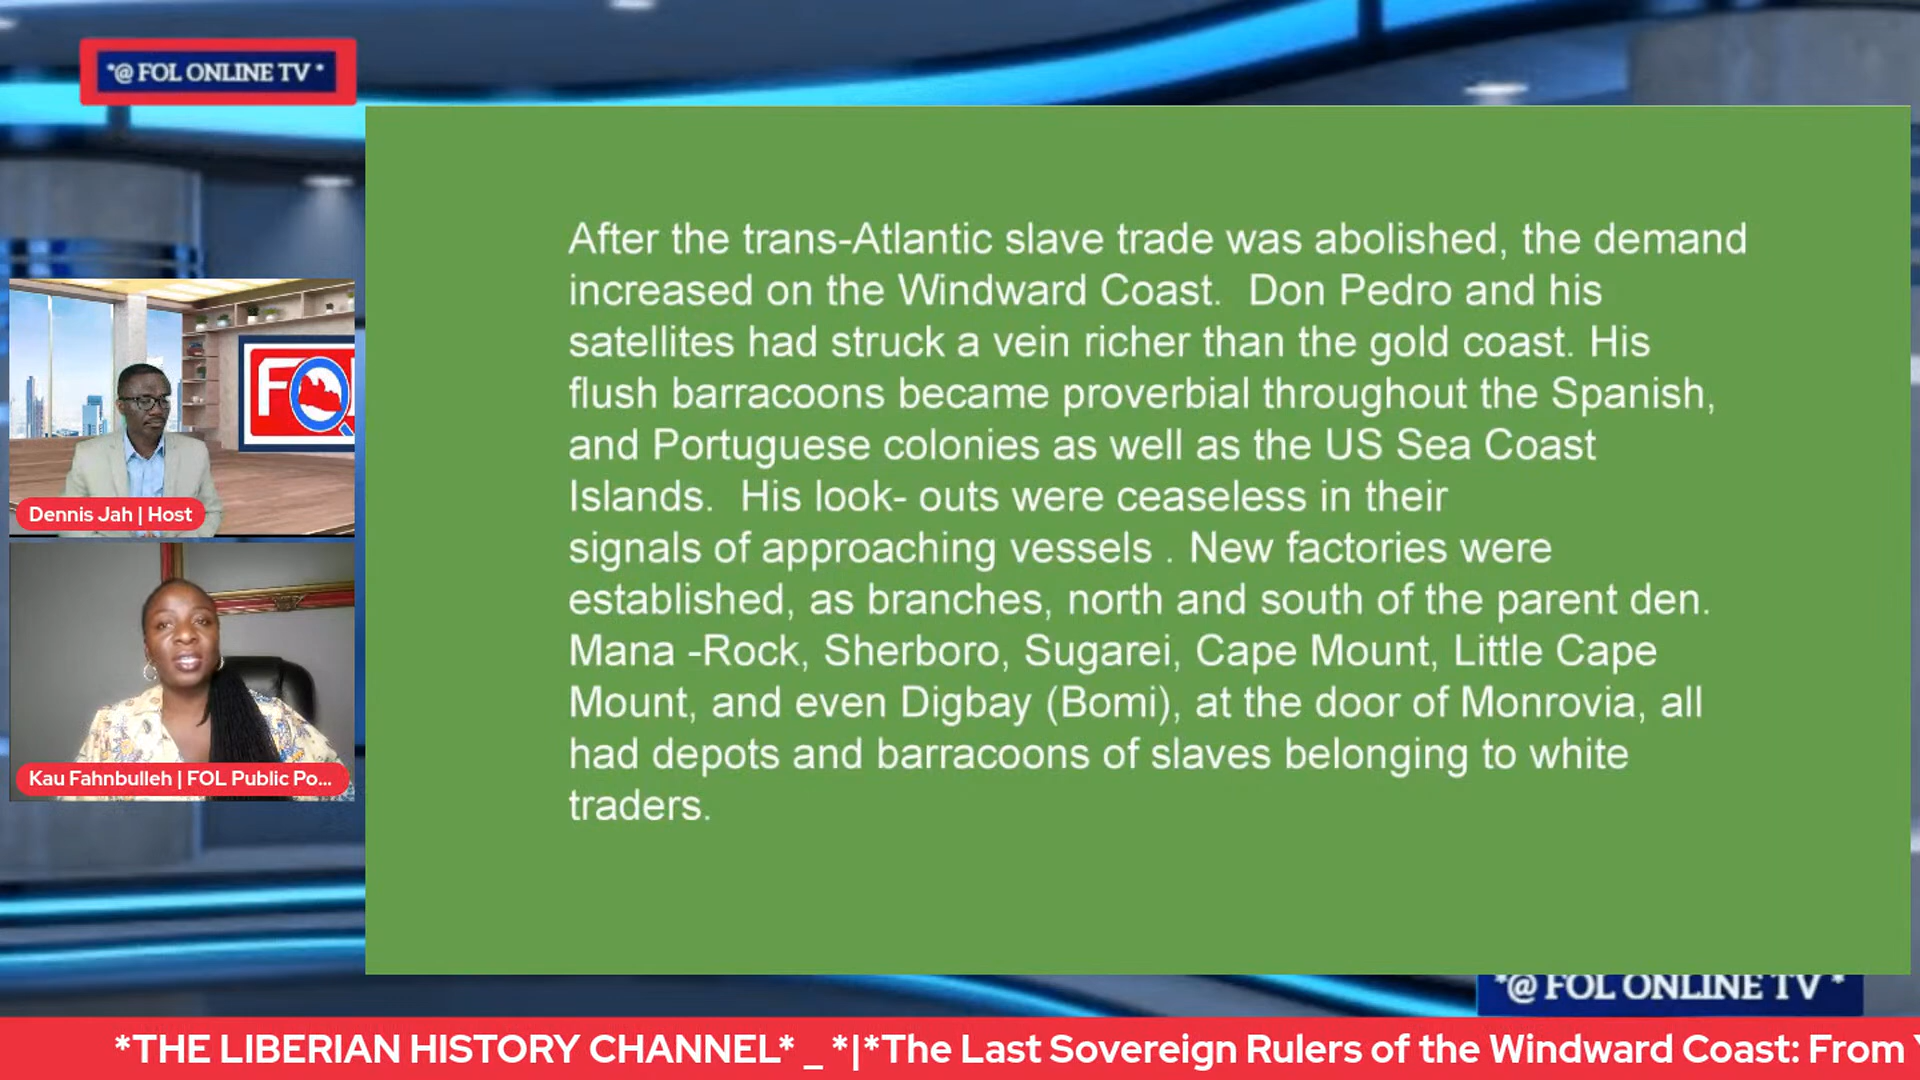 *@ FOL ONLINE TV *
After the trans-Atlantic slave trade was abolished, the demand
increased on the Windward Coast.  Don Pedro and his
satellites had struck a vein richer than the gold coast. His
flush barracoons became proverbial throughout the Spanish,
and Portuguese colonies as well as the US Sea Coast
Islands.  His look- outs were ceaseless in their
signals of approaching vessels . New factories were
established, as branches, north and south of the parent den.
Mana -Rock, Sherboro, Sugarei, Cape Mount, Little Cape
Mount, and even Digbay (Bomi), at the door of Monrovia, all
had depots and barracoons of slaves belonging to white
traders.
Dennis Jah | Host
Kau Fahnbulleh | FOL Public Po...
*@ FOL ONLINE TV *
*THE LIBERIAN HISTORY CHANNEL* _ *|*The Last Sovereign Rulers of the Windward Coast: From